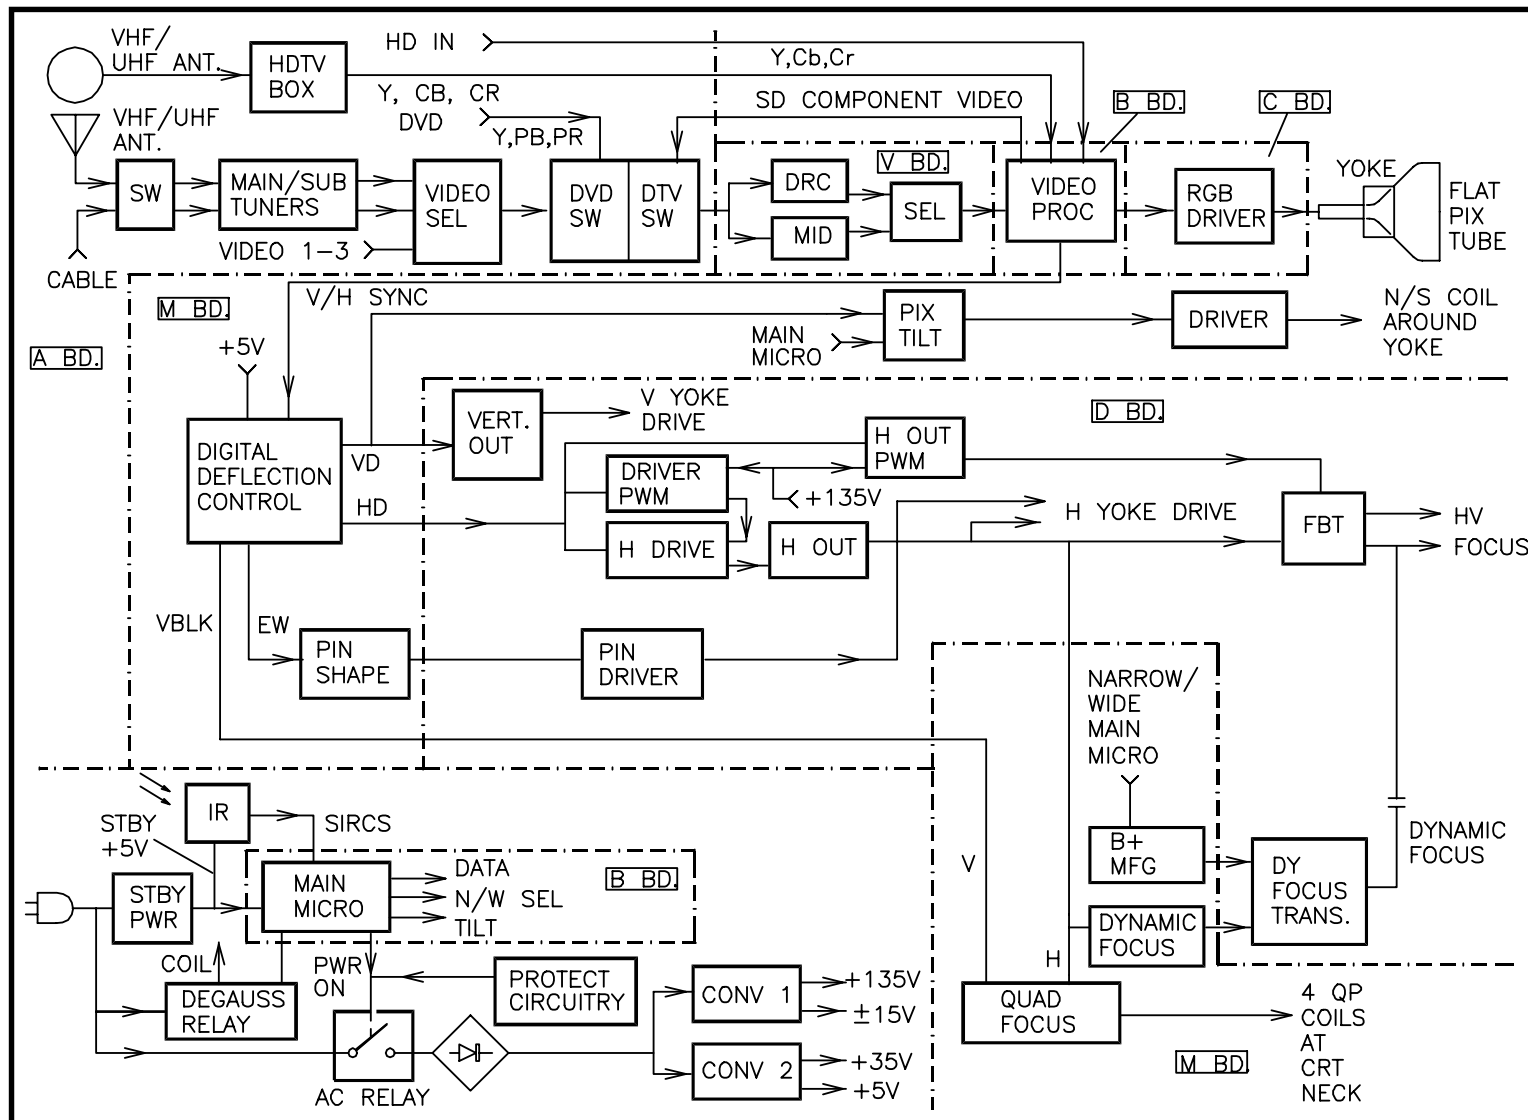 VHF/
UHF ANT.
HDTV
BOX
HD IN
Y,Cb,Cr
Y, CB, CR
DVD
Y,PB,PR
SD COMPONENT VIDEO
B BD.
C BD.
VHF/UHF
ANT.
SW
MAIN/SUB
TUNERS
VIDEO
SEL
DVD
SW
DTV
SW
DRC
MID
V BD.
SEL
VIDEO
PROC
RGB
DRIVER
YOKE
FLAT
PIX
TUBE
VIDEO 1-3
CABLE
M BD.
V/H SYNC
A BD.
+5V
MAIN
MICRO
PIX
TILT
DRIVER
N/S COIL
AROUND
YOKE
D BD.
DIGITAL
DEFLECTION
CONTROL
VD
HD
VERT.
OUT
V YOKE
DRIVE
DRIVER
PWM
H OUT
PWM
+135V
H DRIVE
H OUT
H YOKE DRIVE
FBT
HV
FOCUS
VBLK
EW
PIN
SHAPE
PIN
DRIVER
NARROW/
WIDE
MAIN
MICRO
IR
SIRCS
STBY
+5V
STBY
PWR
MAIN
MICRO
DATA
N/W SEL
TILT
B BD.
V
B+
MFG
DYNAMIC
FOCUS
DY
FOCUS
TRANS.
DYNAMIC
FOCUS
COIL
DEGAUSS
RELAY
PWR
ON
PROTECT
CIRCUITRY
AC RELAY
CONV 1
+135V
±15V
CONV 2
+35V
+5V
H
QUAD
FOCUS
4 QP
COILS
AT
CRT
NECK
M BD.